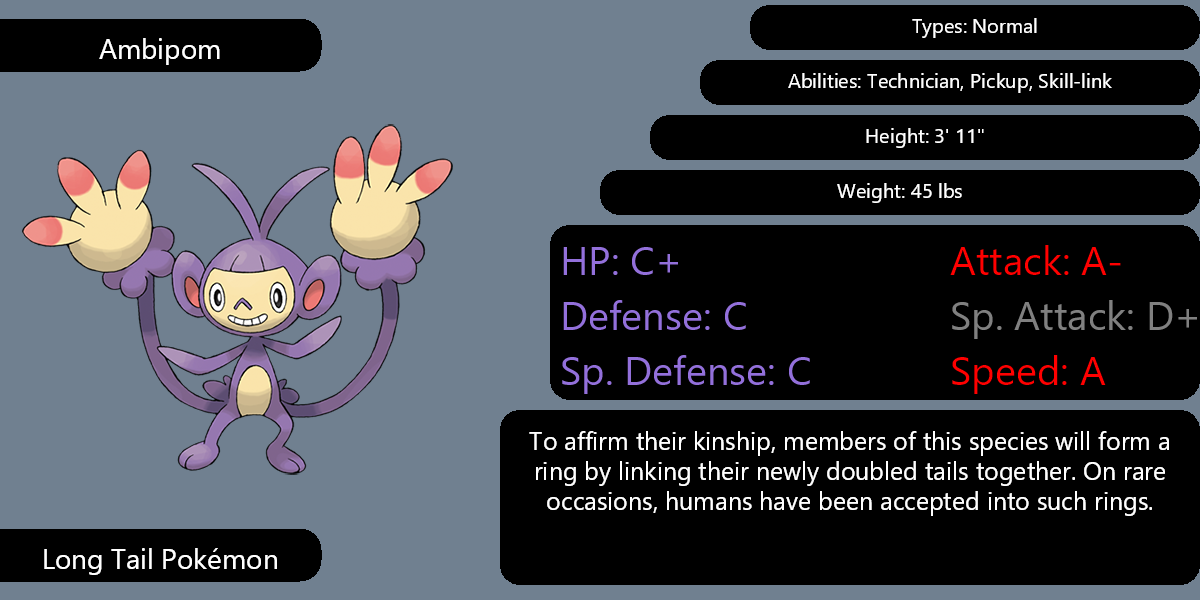 Ambipom
Types: Normal
Abilities: Technician, Pickup, Skill-link
Height: 3' 11"
Weight: 45 lbs
HP: C+
Attack: A-
Defense: C
Sp. Attack: D+
Sp. Defense: C
Speed: A
To affirm their kinship, members of this species will form a
ring by linking their newly doubled tails together. On rare
occasions, humans have been accepted into such rings.
Long Tail Pokémon